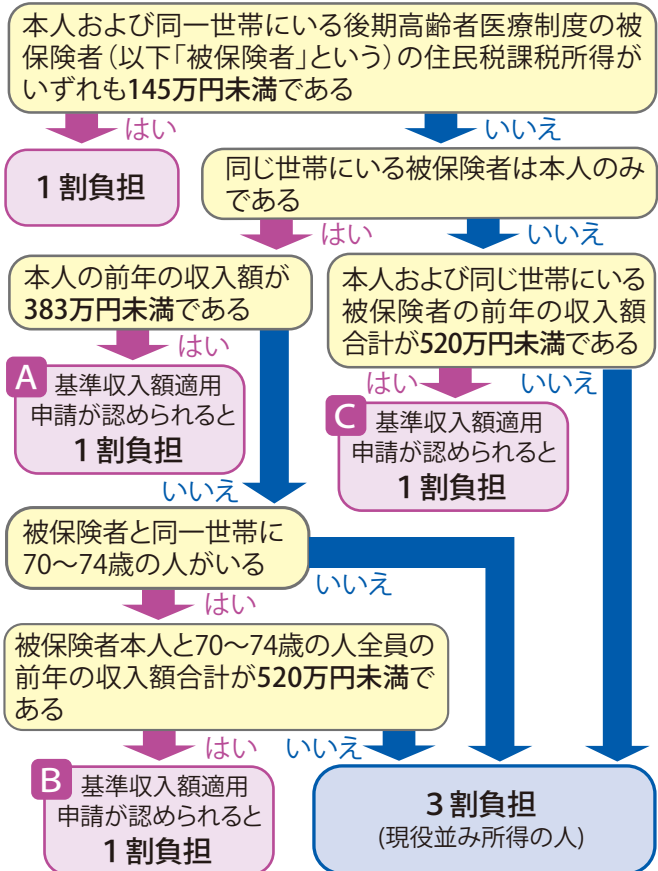 本人および同一世帯にいる後期高齢者医療制度の被
保険者（以下「被保険者」という）の住民税課税所得が
いずれも145万円未満である
はい
いいえ
1割負担
同じ世帯にいる被保険者は本人のみ
である
はい
いいえ
本人の前年の収入額が
383万円未満である
本人および同じ世帯にいる
被保険者の前年の収入額
合計が520万円未満である
はい
はい
いいえ
A
基準収入額適用
申請が認められると
1割負担
C
基準収入額適用
申請が認められると
1割負担
いいえ
被保険者と同一世帯に
70～74歳の人がいる
いいえ
はい
被保険者本人と70～74歳の人全員の
前年の収入額合計が520万円未満で
ある
はい
いいえ
B
基準収入額適用
申請が認められると
1割負担
3割負担
(現役並み所得の人)